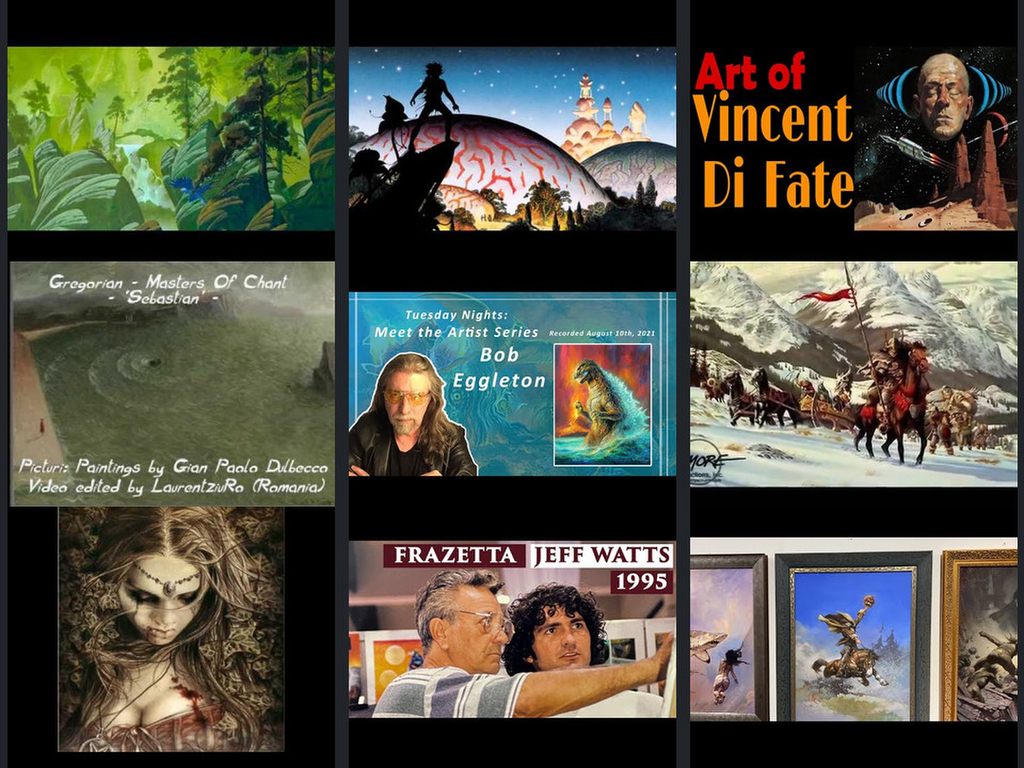 Art of
Vincent
Di Fate
Gregorian - Masters Of Chant
- 'Sebastian' -
Picturi: Paintings by Gian Paolo Dulbecco
Video edited by LaurentziuRo (Romania)
Tuesday Nights:
Meet the Artist Series
Recorded August 10th, 2021
Bob
Eggleton
FRAZETTA JEFF WATTS
1995